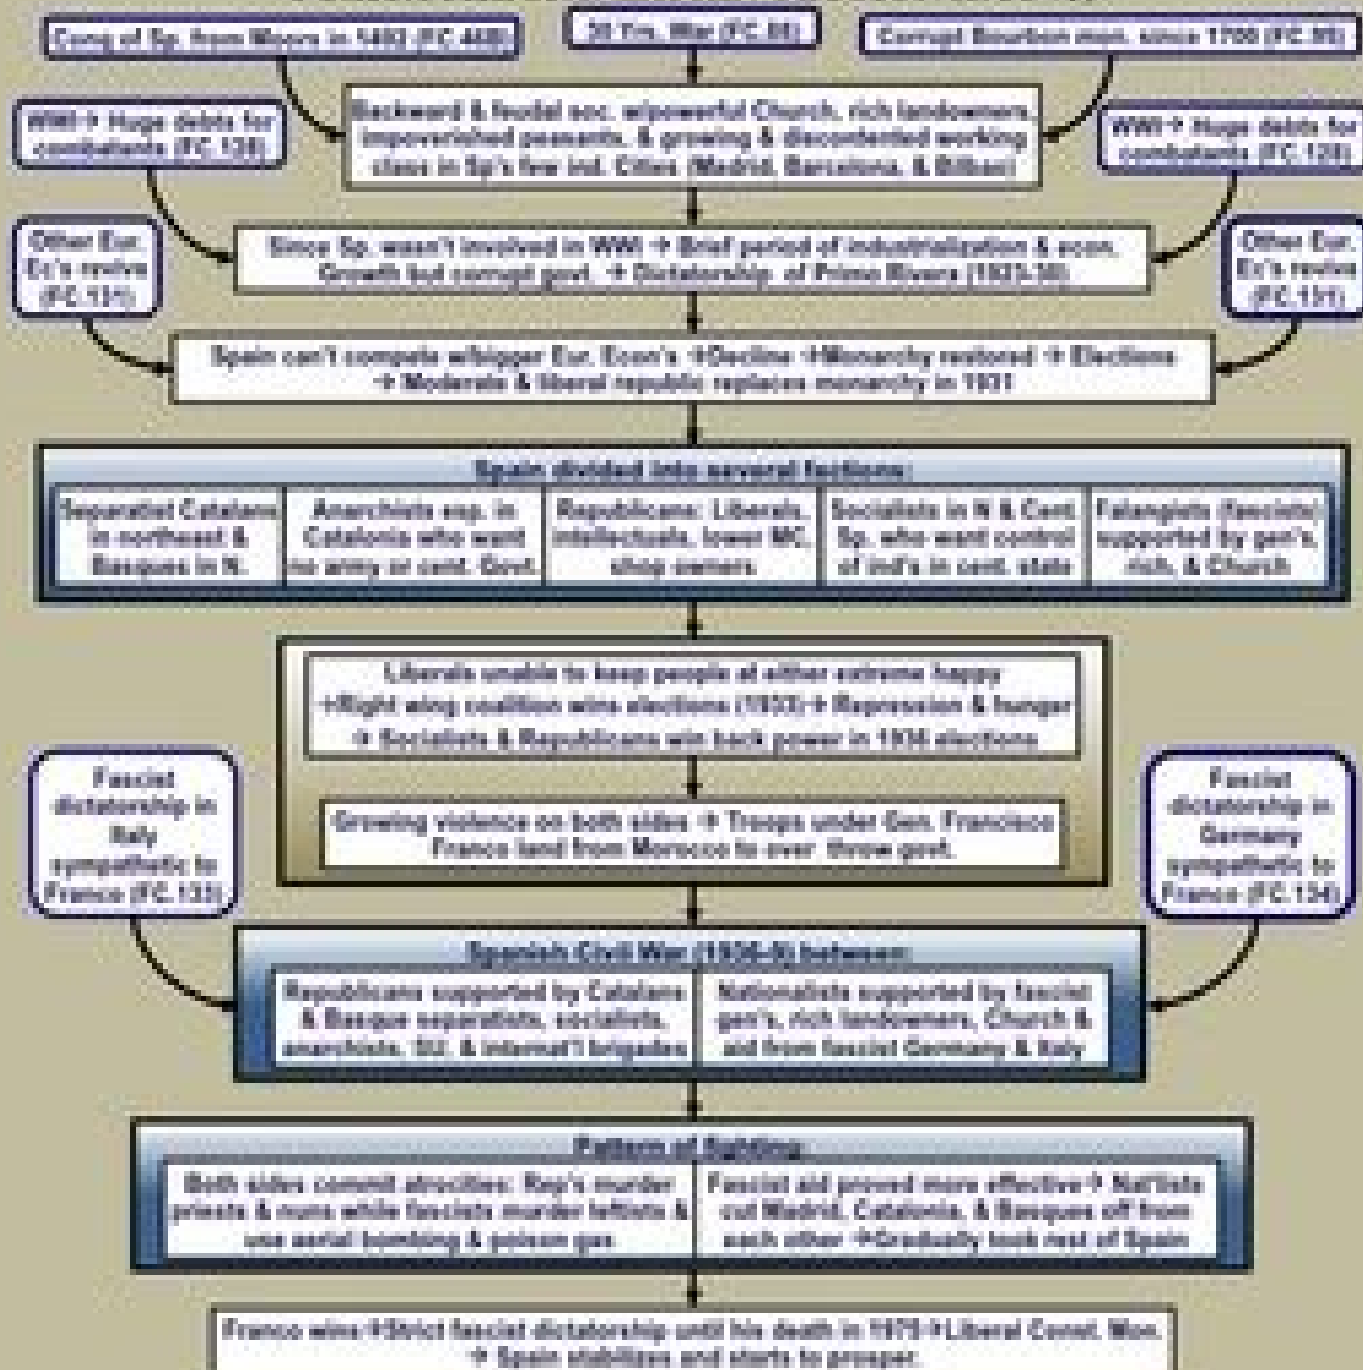 Conq of Sp. from Moors in 1492 (FC.46B)
30 Yrs. War (FC.88)
Corrupt Bourbon mon. since 1700 (FC.95)
Backward & feudal soc. w/powerful Church, rich landowners,
impoverished peasants, & growing & discontented working
class in Sp's few ind. Cities (Madrid, Barcelona, & Bilbao)
WWI→ Huge debts for
combatants (FC.128)
WWI→ Huge debts for
combatants (FC.128)
Since Sp. wasn't involved in WWI → Brief period of industrialization & econ.
Growth but corrupt govt. → Dictatorship. of Primo Rivera (1923-30)
Other Eur.
Ec's revive
(FC.131)
Other Eur.
Ec's revive
(FC.131)
Spain can't compete w/bigger Eur. Econ's →Decline →Monarchy restored → Elections
→ Moderate & liberal republic replaces monarchy in 1931
Spain divided into several factions:
Separatist Catalans
in northeast &
Basques in N.
Anarchists esp. in
Catalonia who want
no army or cent. Govt.
Republicans: Liberals,
intellectuals, lower MC,
shop owners
Socialists in N & Cent.
Sp. who want control
of ind's in cent. state
Falangists (fascists)
supported by gen's,
rich, & Church
Liberals unable to keep people at either extreme happy
→Right wing coalition wins elections (1933)→ Repression & hunger
→ Socialists & Republicans win back power in 1936 elections
Growing violence on both sides → Troops under Gen. Francisco
Franco land from Morocco to over throw govt.
Fascist
dictatorship in
Italy
sympathetic to
Franco (FC.133)
Fascist
dictatorship in
Germany
sympathetic to
Franco (FC.134)
Spanish Civil War (1936-9) between:
Republicans supported by Catalans
& Basque separatists, socialists,
anarchists, SU, & internat'l brigades
Nationalists supported by fascist
gen's, rich landowners, Church &
aid from fascist Germany & Italy
Pattern of fighting
Both sides commit atrocities: Rep's murder
priests & nuns while fascists murder leftists &
use aerial bombing & poison gas
Fascist aid proved more effective→ Nat'lists
cut Madrid, Catalonia, & Basques off from
each other →Gradually took rest of Spain
Franco wins →Strict fascist dictatorship until his death in 1975→Liberal Const. Mon.
→ Spain stabilizes and starts to prosper.